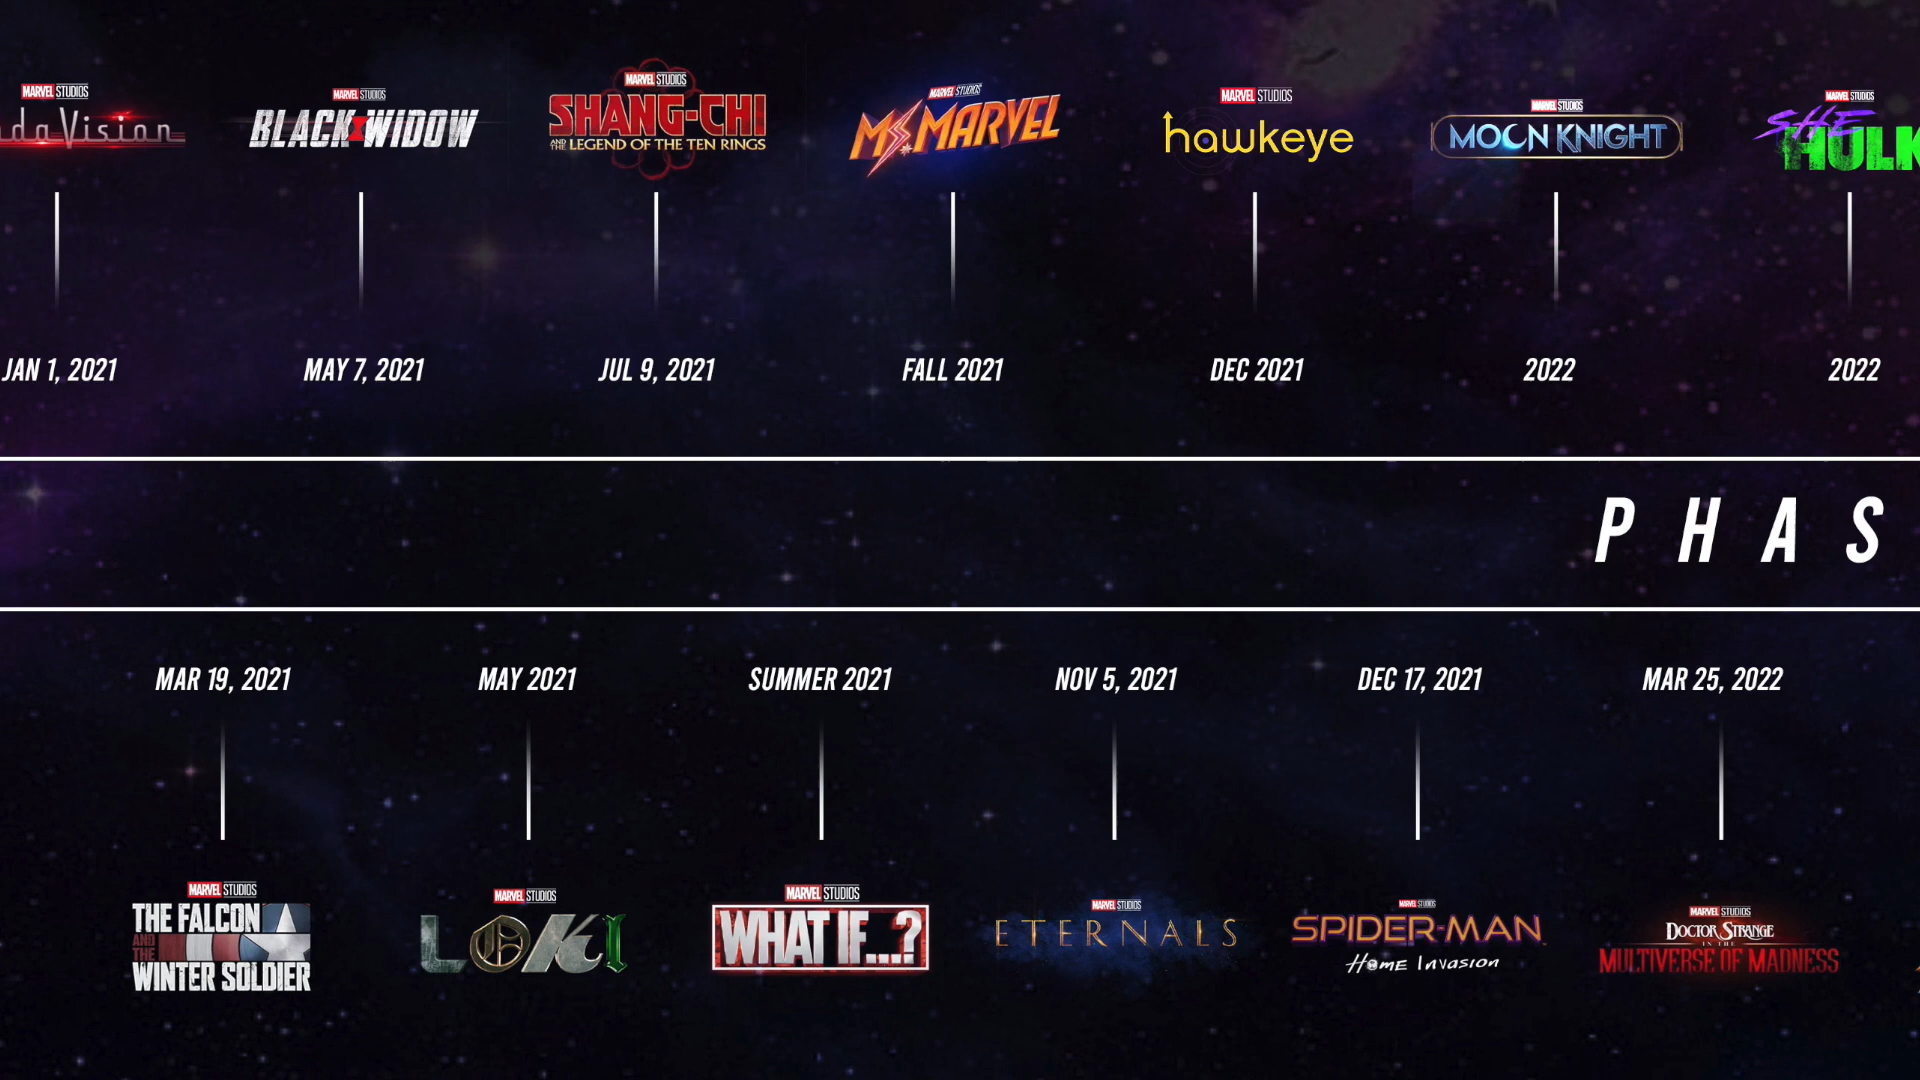 MARVEL STUDIOS
daVision
MARVEL STUDIOS
BLACK WIDOW
MARVEL STUDIOS
SHANG-CHI
AND THE LEGEND OF THE TEN RINGS
MARVEL STUDIOS
MS MARVEL
MARVEL STUDIOS
hawkeye
MARVEL STUDIOS
MOON KNIGHT
MARVEL STUDIOS
SHE
HULK
JAN 1, 2021
MAY 7, 2021
JUL 9, 2021
FALL 2021
DEC 2021
2022
2022
PHAS
MAR 19, 2021
MAY 2021
SUMMER 2021
NOV 5, 2021
DEC 17, 2021
MAR 25, 2022
MARVEL STUDIOS
THE FALCON
AND THE
WINTER SOLDIER
MARVEL STUDIOS
LOKI
MARVEL STUDIOS
WHAT IF...?
MARVEL STUDIOS
ETERNALS
MARVEL STUDIOS
SPIDER-MAN
Home Invasion
MARVEL STUDIOS
DOCTOR STRANGE
IN THE
MULTIVERSE OF MADNESS